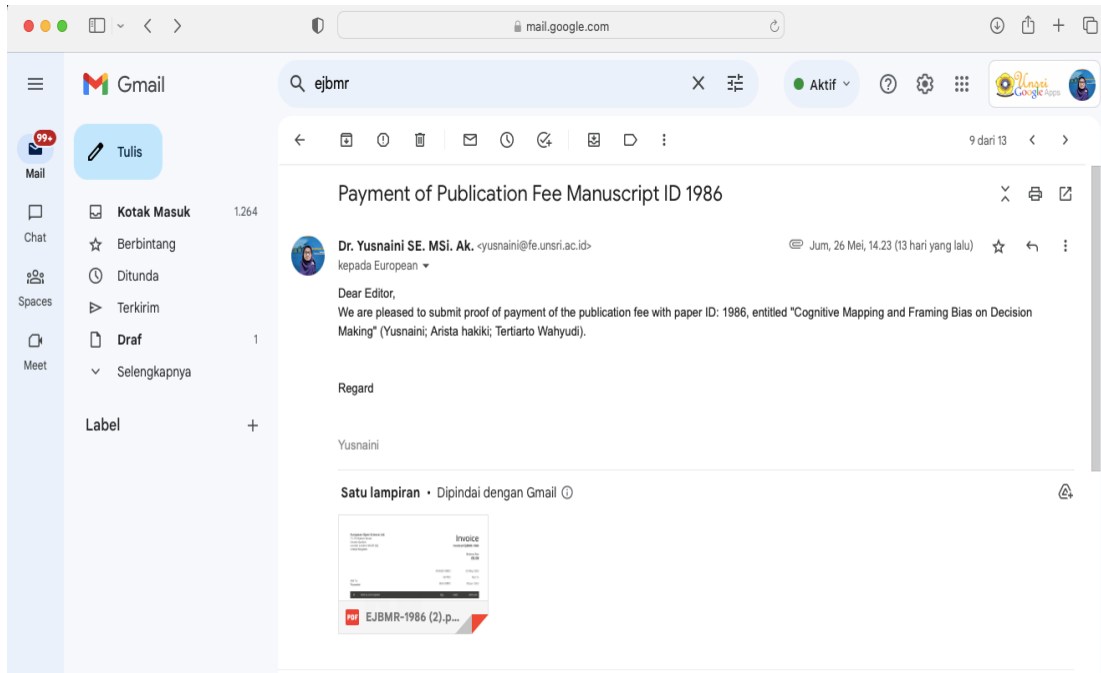 mail.google.com
Gmail
ejbmr
Aktif
Unsri
Google Apps
99+
Mail
Chat
Spaces
Meet
Tulis
Kotak Masuk 1.264
Berbintang
Ditunda
Terkirim
Draf 1
Selengkapnya
Label
9 dari 13
Payment of Publication Fee Manuscript ID 1986
Dr. Yusnaini SE. MSi. Ak. <yusnaini@fe.unsri.ac.id>
Jum, 26 Mei, 14.23 (13 hari yang lalu)
kepada European
Dear Editor,
We are pleased to submit proof of payment of the publication fee with paper ID: 1986, entitled "Cognitive Mapping and Framing Bias on Decision
Making" (Yusnaini; Arista hakiki; Tertiarto Wahyudi).
Regard
Yusnaini
Satu lampiran • Dipindai dengan Gmail
Invoice
PDF
EJBMR-1986 (2).p...